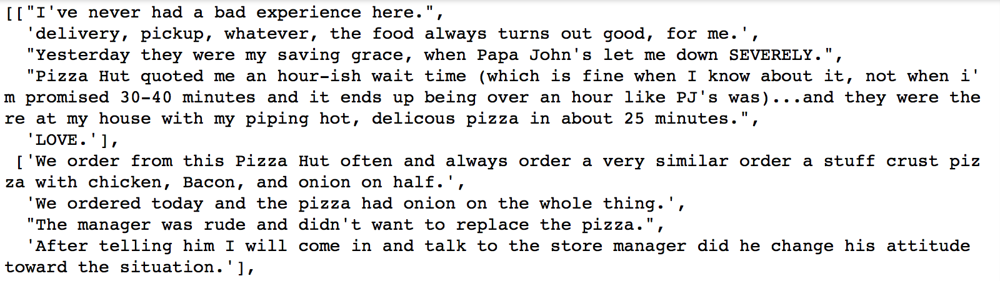 [["I've never had a bad experience here.",
'delivery, pickup, whatever, the food always turns out good, for me.',
"Yesterday they were my saving grace, when Papa John's let me down SEVERELY.",
"Pizza Hut quoted me an hour-ish wait time (which is fine when I know about it, not when i'
m promised 30-40 minutes and it ends up being over an hour like PJ's was)...and they were the
re at my house with my piping hot, delicous pizza in about 25 minutes.",
'LOVE.'],
['We order from this Pizza Hut often and always order a very similar order a stuff crust piz
za with chicken, Bacon, and onion on half.',
'We ordered today and the pizza had onion on the whole thing.',
"The manager was rude and didn't want to replace the pizza.",
'After telling him I will come in and talk to the store manager did he change his attitude
toward the situation.'],